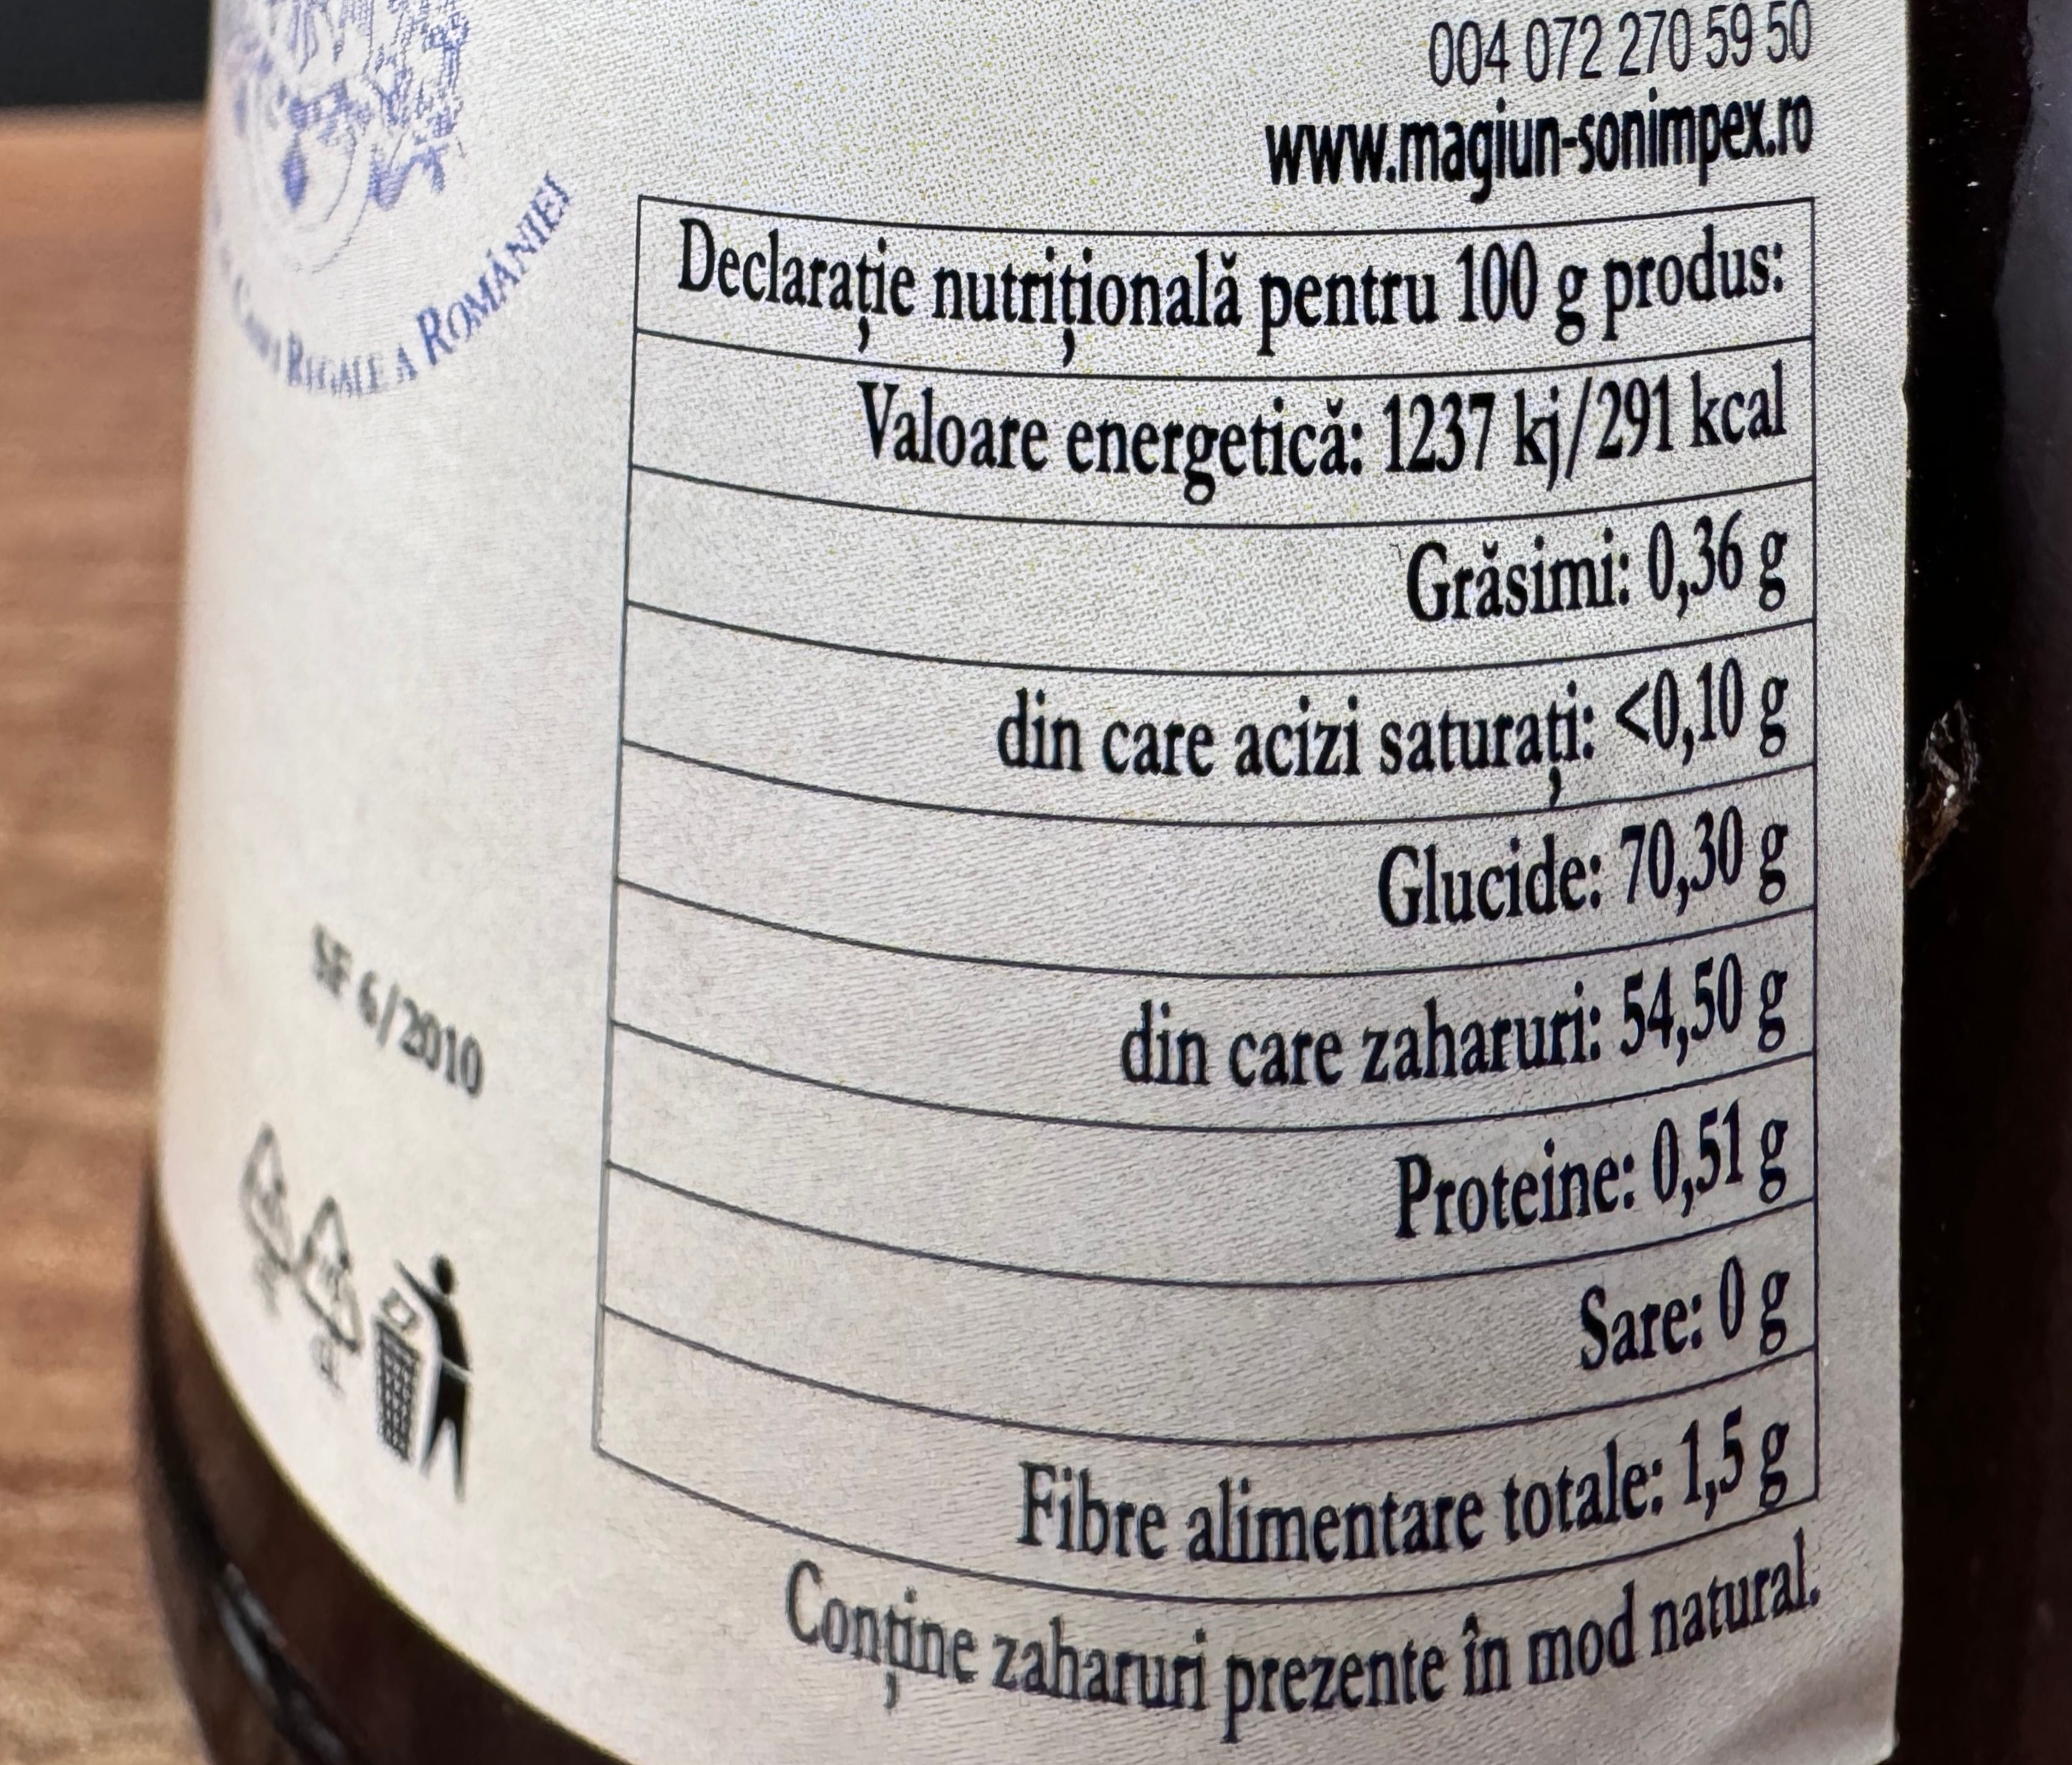 004 072 270 59 50
www.magiun-sonimpex.ro
REGALE A ROMÂNIEI
Declarație nutrițională pentru 100 g produs:
Valoare energetică: 1237 kj/291 kcal
Grăsimi: 0,36 g
din care acizi saturați: <0,10 g
Glucide: 70,30 g
din care zaharuri: 54,50 g
Proteine: 0,51 g
Sare: 0 g
Fibre alimentare totale: 1,5 g
Conține zaharuri prezente în mod natural.
SF 6/2010